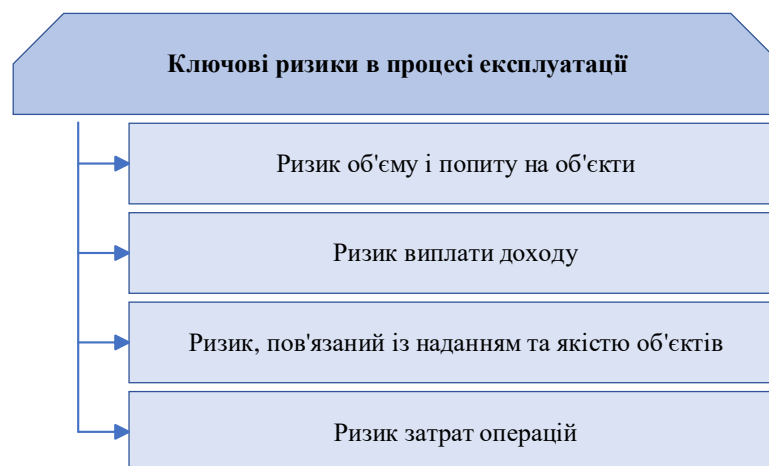 Ключові ризики в процесі експлуатації
Ризик об'єму і попиту на об'єкти
Ризик виплати доходу
Ризик, пов'язаний із наданням та якістю об'єктів
Ризик затрат операцій